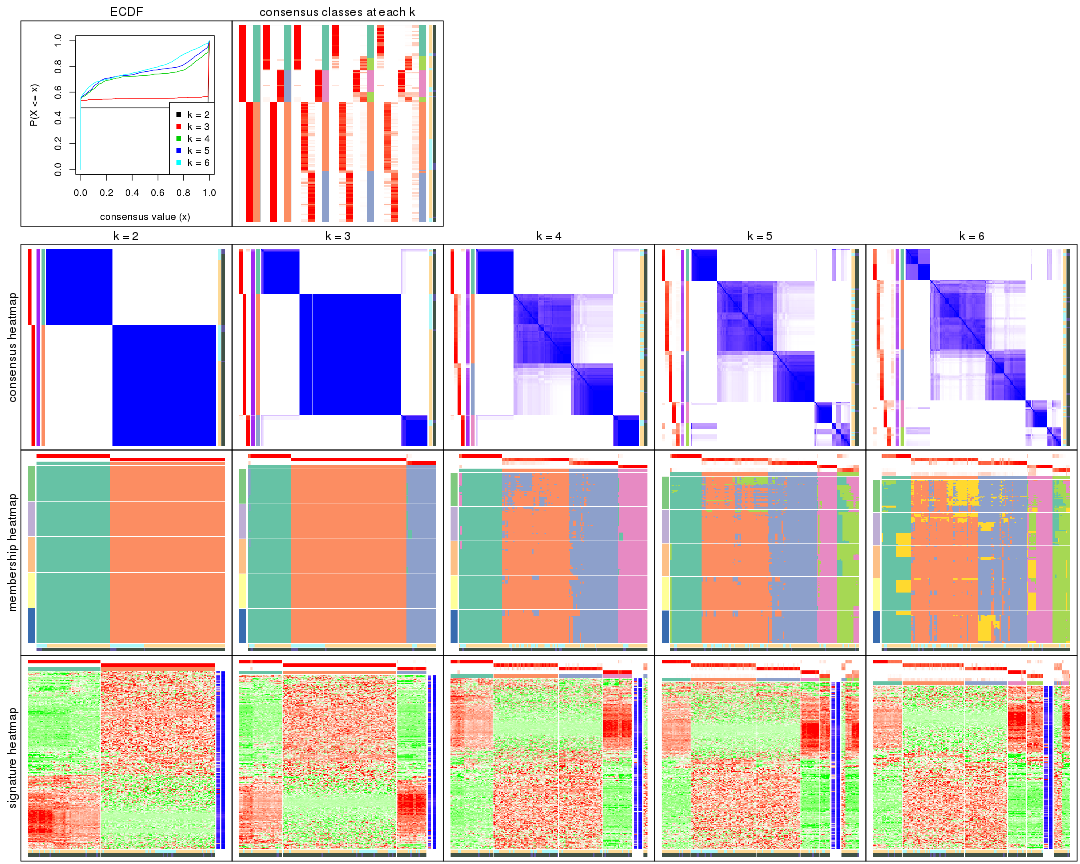 ECDF
consensus classes at each k
P(X <= x)
1.0
0.8
0.6
0.4
0.2
0.0
k = 2
k = 3
k = 4
k = 5
k = 6
0.0 0.2 0.4 0.6 0.8 1.0
consensus value (x)
k = 2
k = 3
k = 4
k = 5
k = 6
consensus heatmap
membership heatmap
signature heatmap